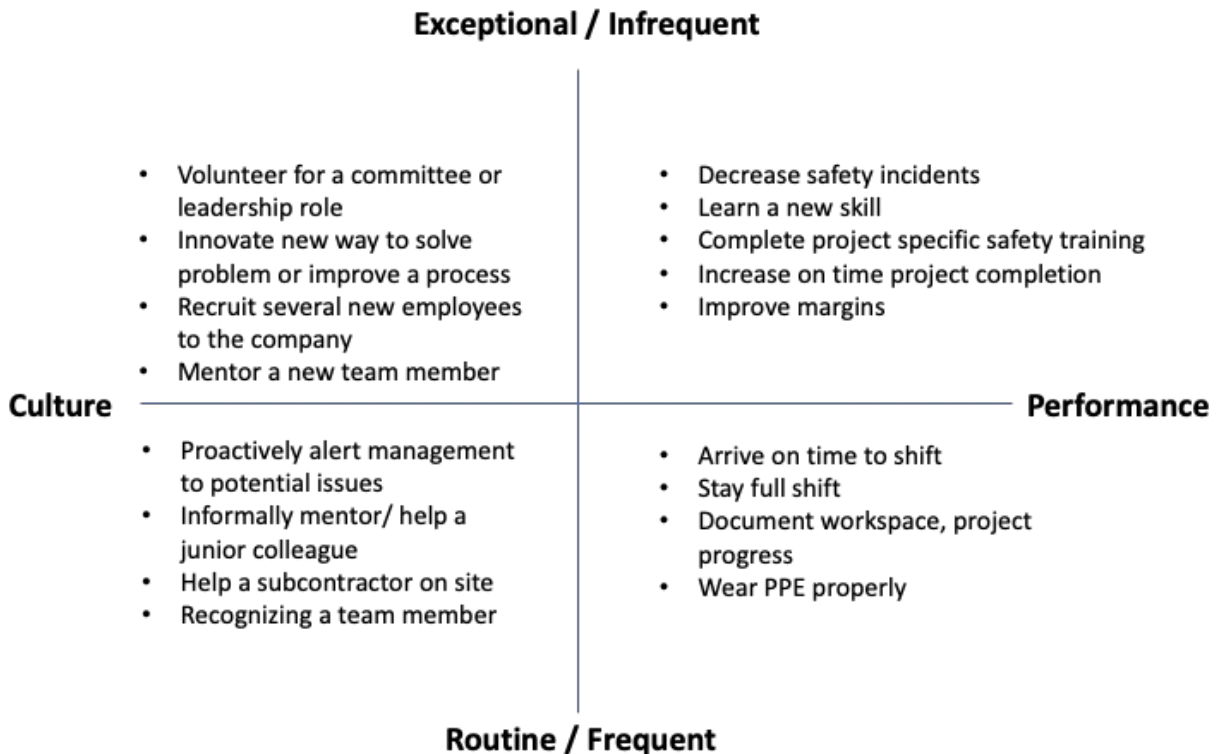 Exceptional / Infrequent
• Volunteer for a committee or
leadership role
• Innovate new way to solve
problem or improve a process
• Recruit several new employees
to the company
• Mentor a new team member
• Decrease safety incidents
• Learn a new skill
• Complete project specific safety training
• Increase on time project completion
• Improve margins
Culture
Performance
• Proactively alert management
to potential issues
• Informally mentor/ help a
junior colleague
• Help a subcontractor on site
• Recognizing a team member
• Arrive on time to shift
• Stay full shift
• Document workspace, project
progress
• Wear PPE properly
Routine / Frequent